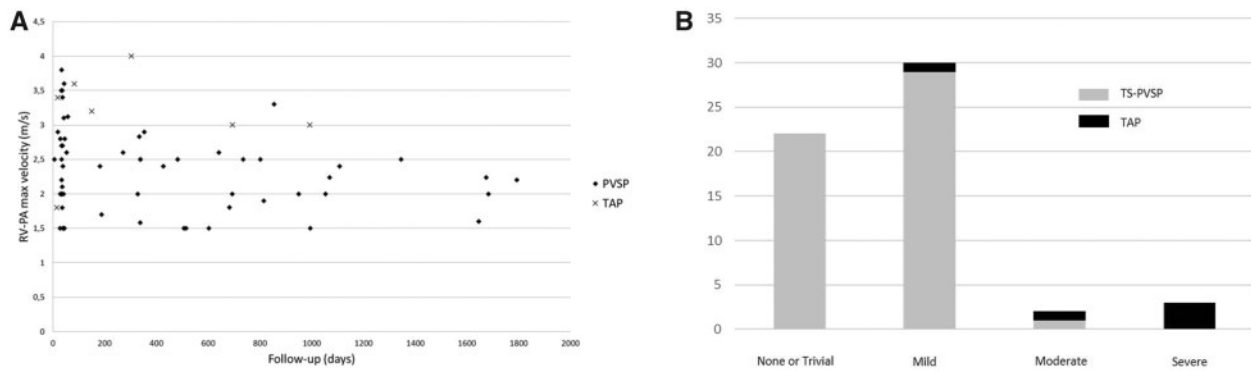 A
4,5
4
3,5
3
2,5
2
1,5
1
0,5
0
RV-PA max velocity (m/s)
0 200 400 600 800 1000 1200 1400 1600 1800 2000
Follow-up (days)
PVSP
TAP
B
35
30
25
20
15
10
5
0
None or Trivial Mild Moderate Severe
TS-PVSP
TAP